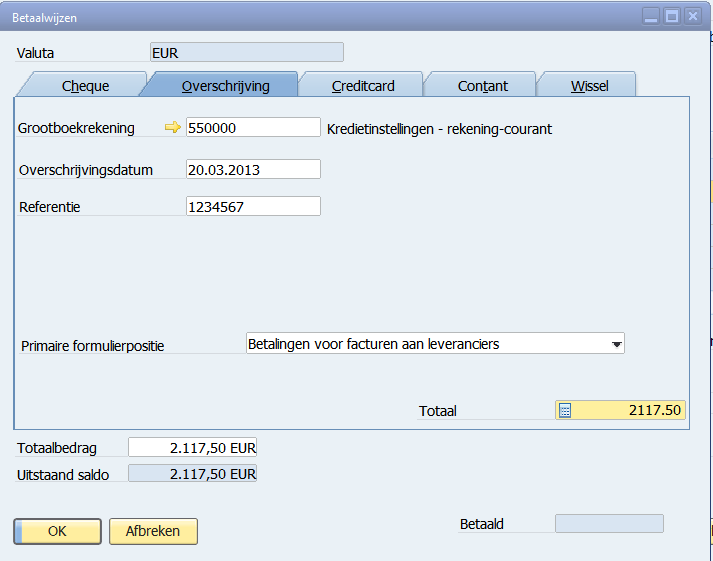 Betaalwijzen
Valuta EUR
Cheque Overschrijving Creditcard Contant Wissel
Grootboekrekening 550000 Kredietinstellingen - rekening-courant
Overschrijvingsdatum 20.03.2013
Referentie 1234567
Primaire formulierpositie Betalingen voor facturen aan leveranciers
Totaal 2117.50
Totaalbedrag 2.117,50 EUR
Uitstaand saldo 2.117,50 EUR
OK Afbreken Betaald